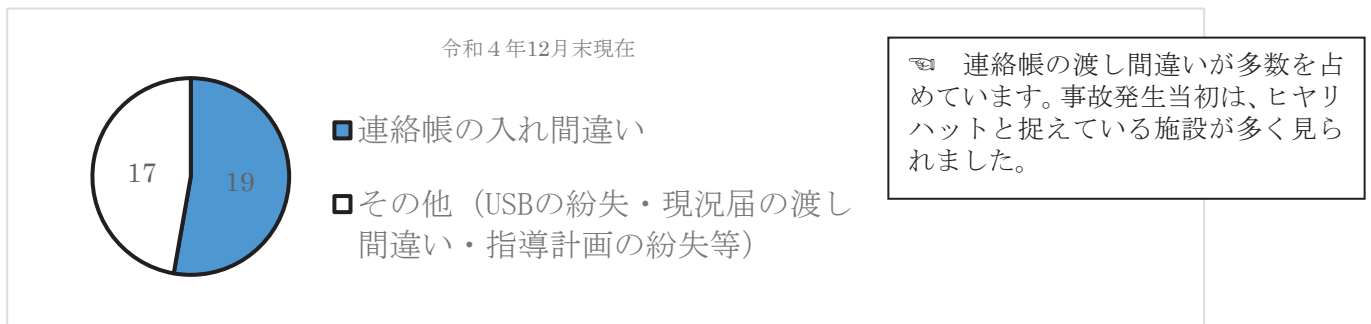 令和４年12月末現在
☜　連絡帳の渡し間違いが多数を占
めています。事故発生当初は、ヒヤリ
ハットと捉えている施設が多く見ら
れました。
17
19
連絡帳の入れ間違い
その他（USBの紛失・現況届の渡し
間違い・指導計画の紛失等）